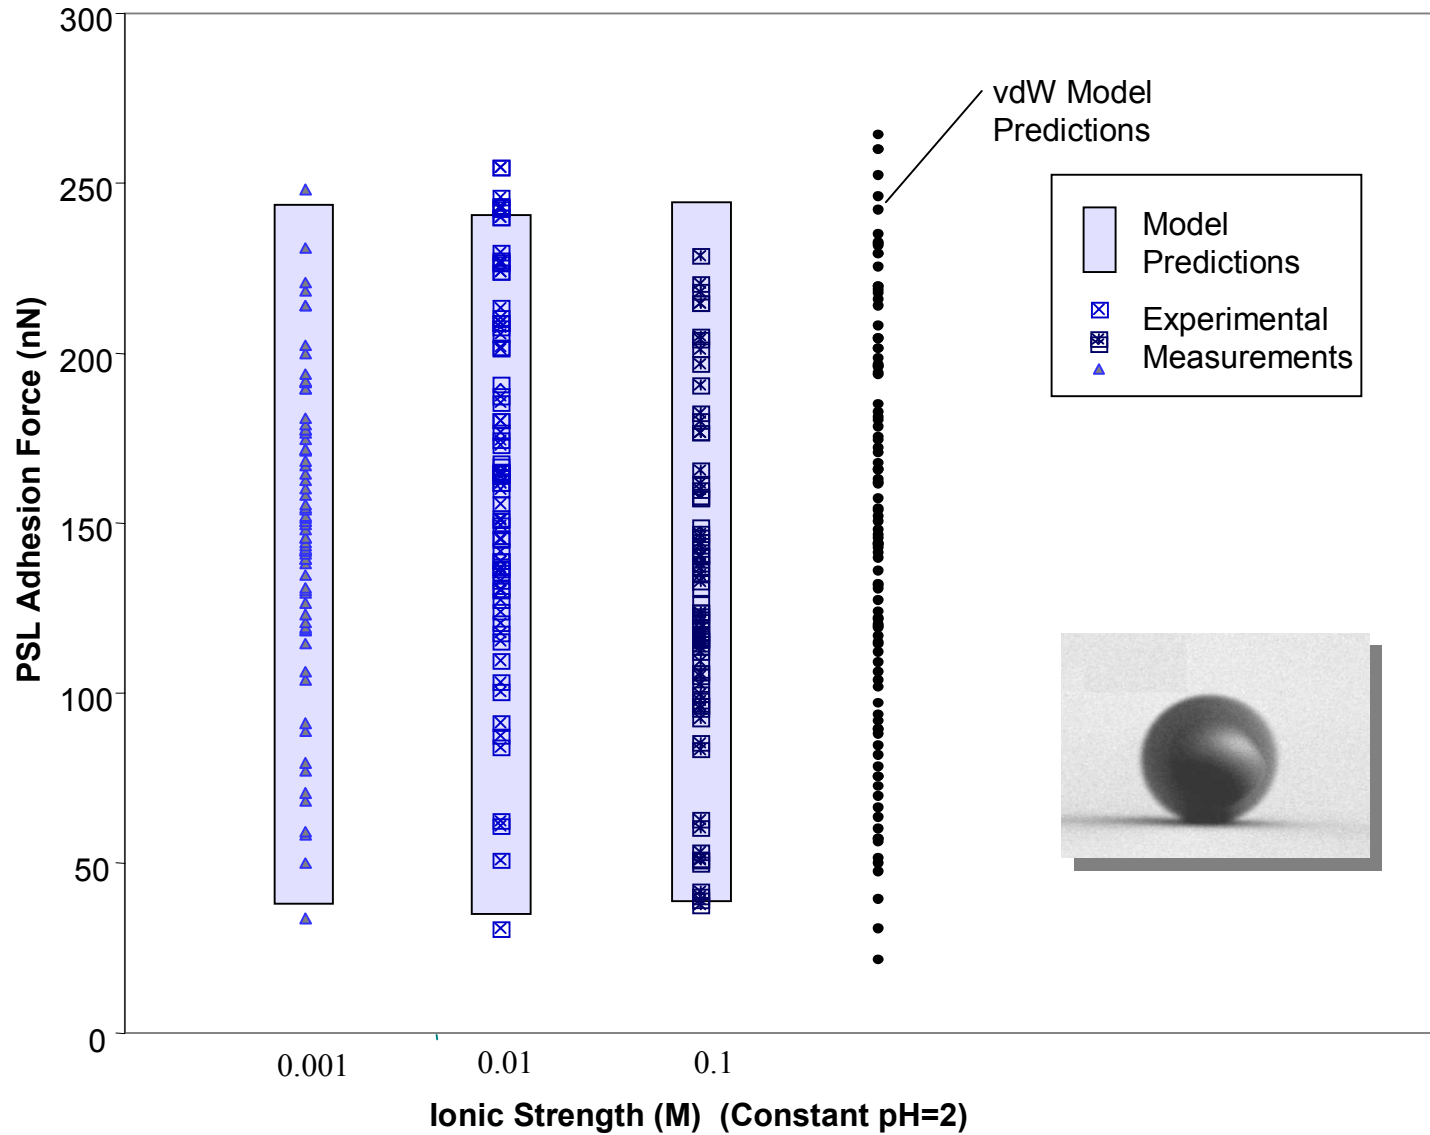 300
250
200
150
100
50
0
PSL Adhesion Force (nN)
vdW Model
Predictions
Model
Predictions
Experimental
Measurements
0.001
0.01
0.1
Ionic Strength (M) (Constant pH=2)